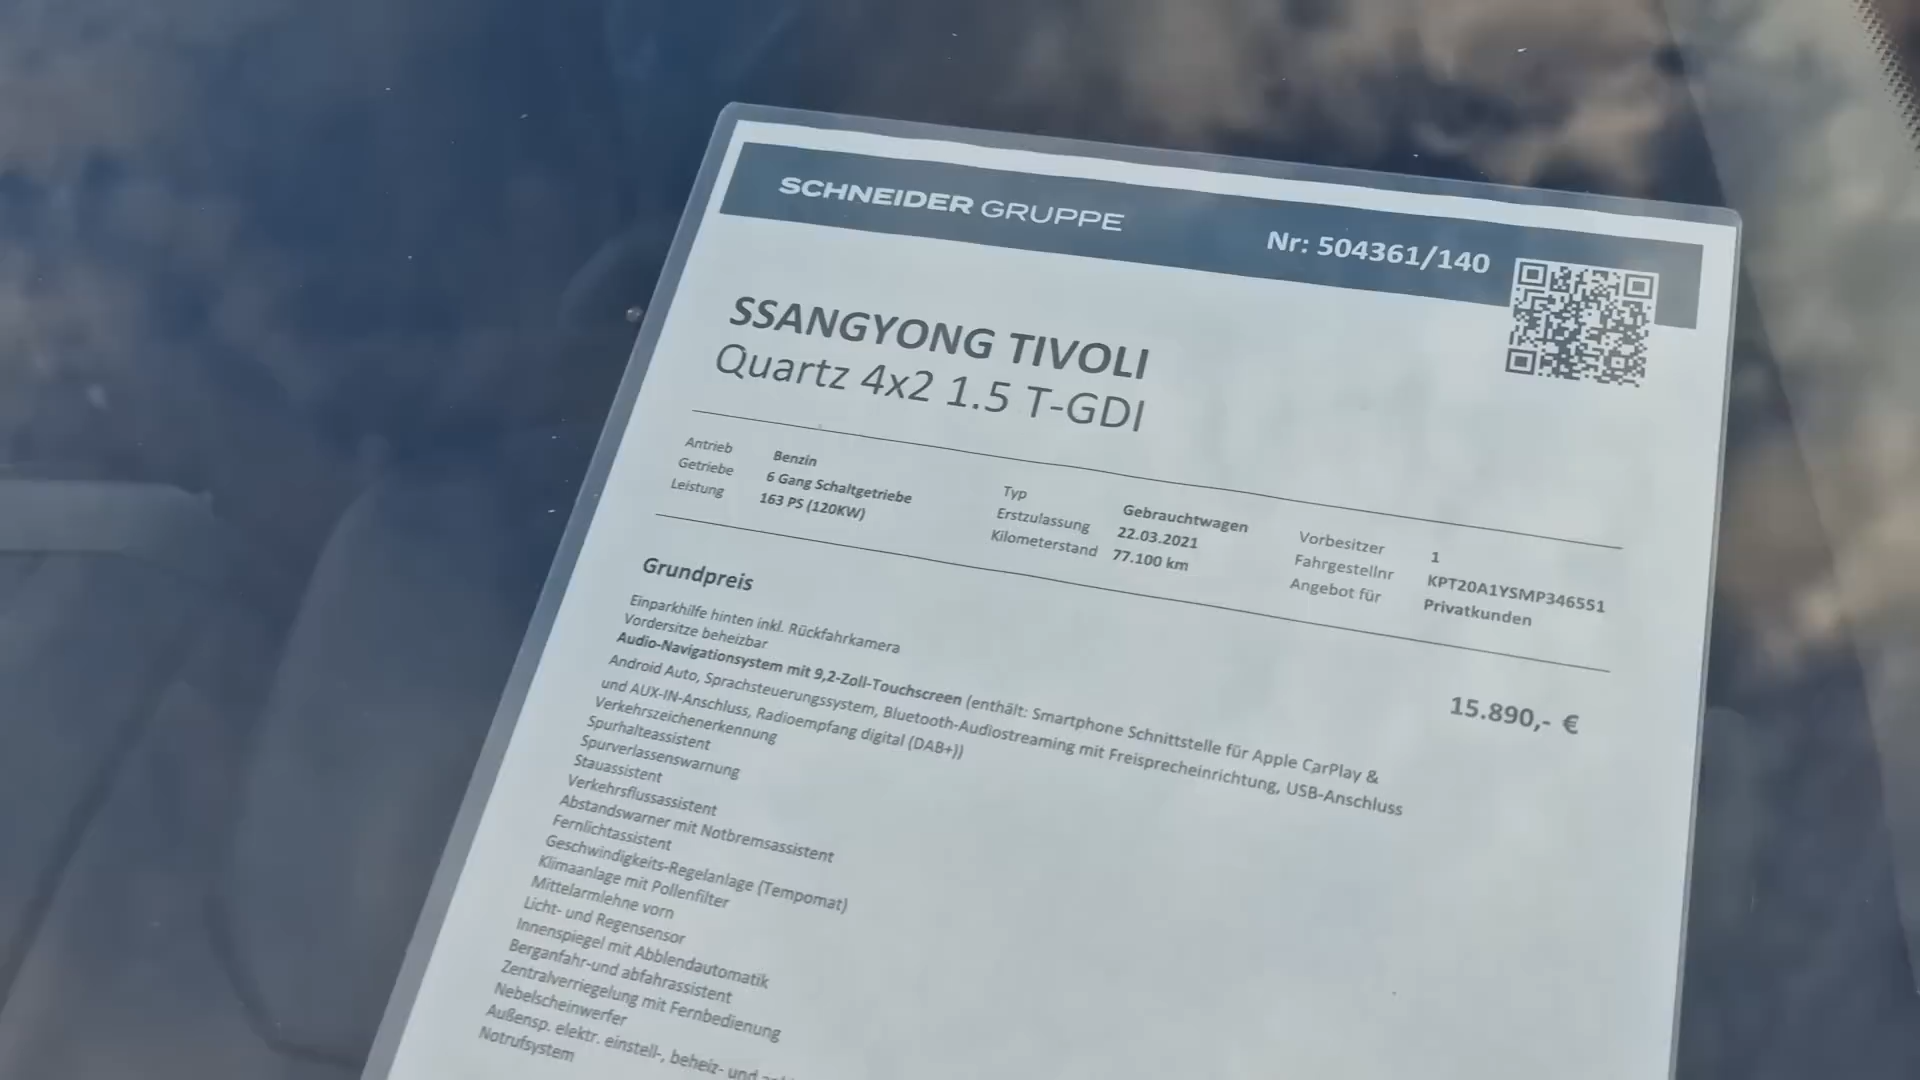 SCHNEIDER GRUPPE
Nr: 504361/140
SSANGYONG TIVOLI
Quartz 4x2 1.5 T-GDI
Antrieb Benzin
Getriebe 6 Gang Schaltgetriebe
Leistung 163 PS (120KW)
Typ Gebrauchtwagen
Erstzulassung 22.03.2021
Kilometerstand 77.100 km
Vorbesitzer 1
Fahrgestellnr KPT20A1YSMP346551
Angebot für Privatkunden
Grundpreis
15.890,- €
Einparkhilfe hinten inkl. Rückfahrkamera
Vordersitze beheizbar
Audio-Navigationsystem mit 9,2-Zoll-Touchscreen (enthält: Smartphone Schnittstelle für Apple CarPlay &
Android Auto, Sprachsteuerungssystem, Bluetooth-Audiostreaming mit Freisprecheinrichtung, USB-Anschluss
und AUX-IN-Anschluss, Radioempfang digital (DAB+))
Verkehrszeichenerkennung
Spurhalteassistent
Spurverlassenswarnung
Stauassistent
Verkehrsflussassistent
Abstandswarner mit Notbremsassistent
Fernlichtassistent
Geschwindigkeits-Regelanlage (Tempomat)
Klimaanlage mit Pollenfilter
Mittelarmlehne vorn
Licht- und Regensensor
Innenspiegel mit Abblendautomatik
Berganfahr-und abfahrassistent
Zentralverriegelung mit Fernbedienung
Nebelscheinwerfer
Außensp. elektr. einstell-, beheiz- und
Notrufsystem